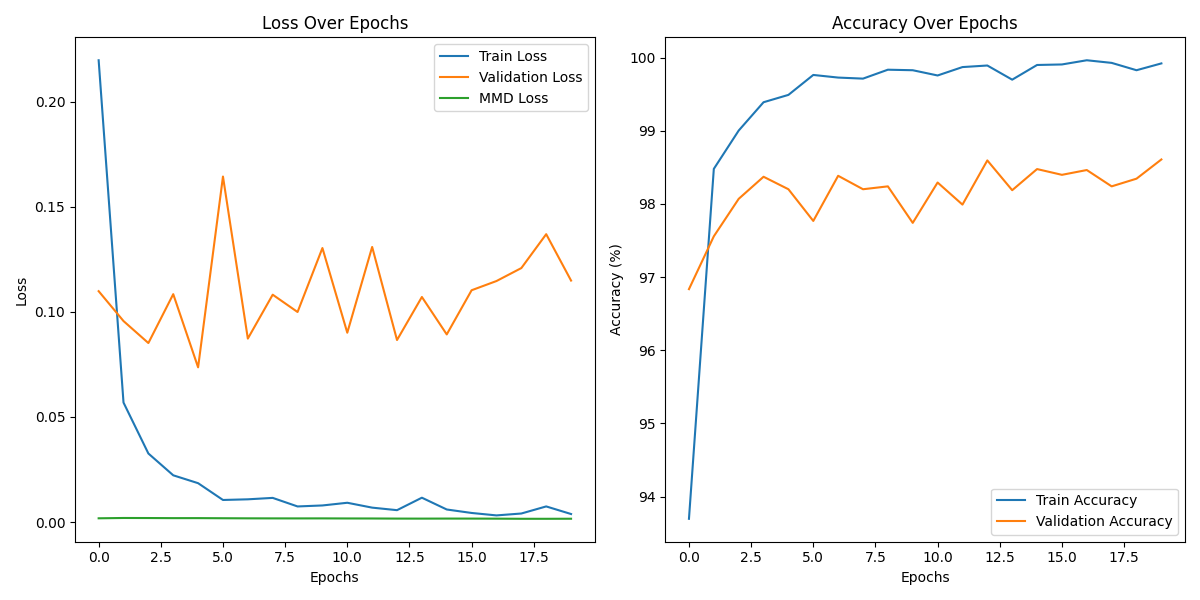 Loss Over Epochs
Train Loss
Validation Loss
MMD Loss
0.20
0.15
0.10
0.05
0.00
Loss
0.0 2.5 5.0 7.5 10.0 12.5 15.0 17.5
Epochs
Accuracy Over Epochs
100
99
98
97
96
95
94
Accuracy (%)
Train Accuracy
Validation Accuracy
0.0 2.5 5.0 7.5 10.0 12.5 15.0 17.5
Epochs